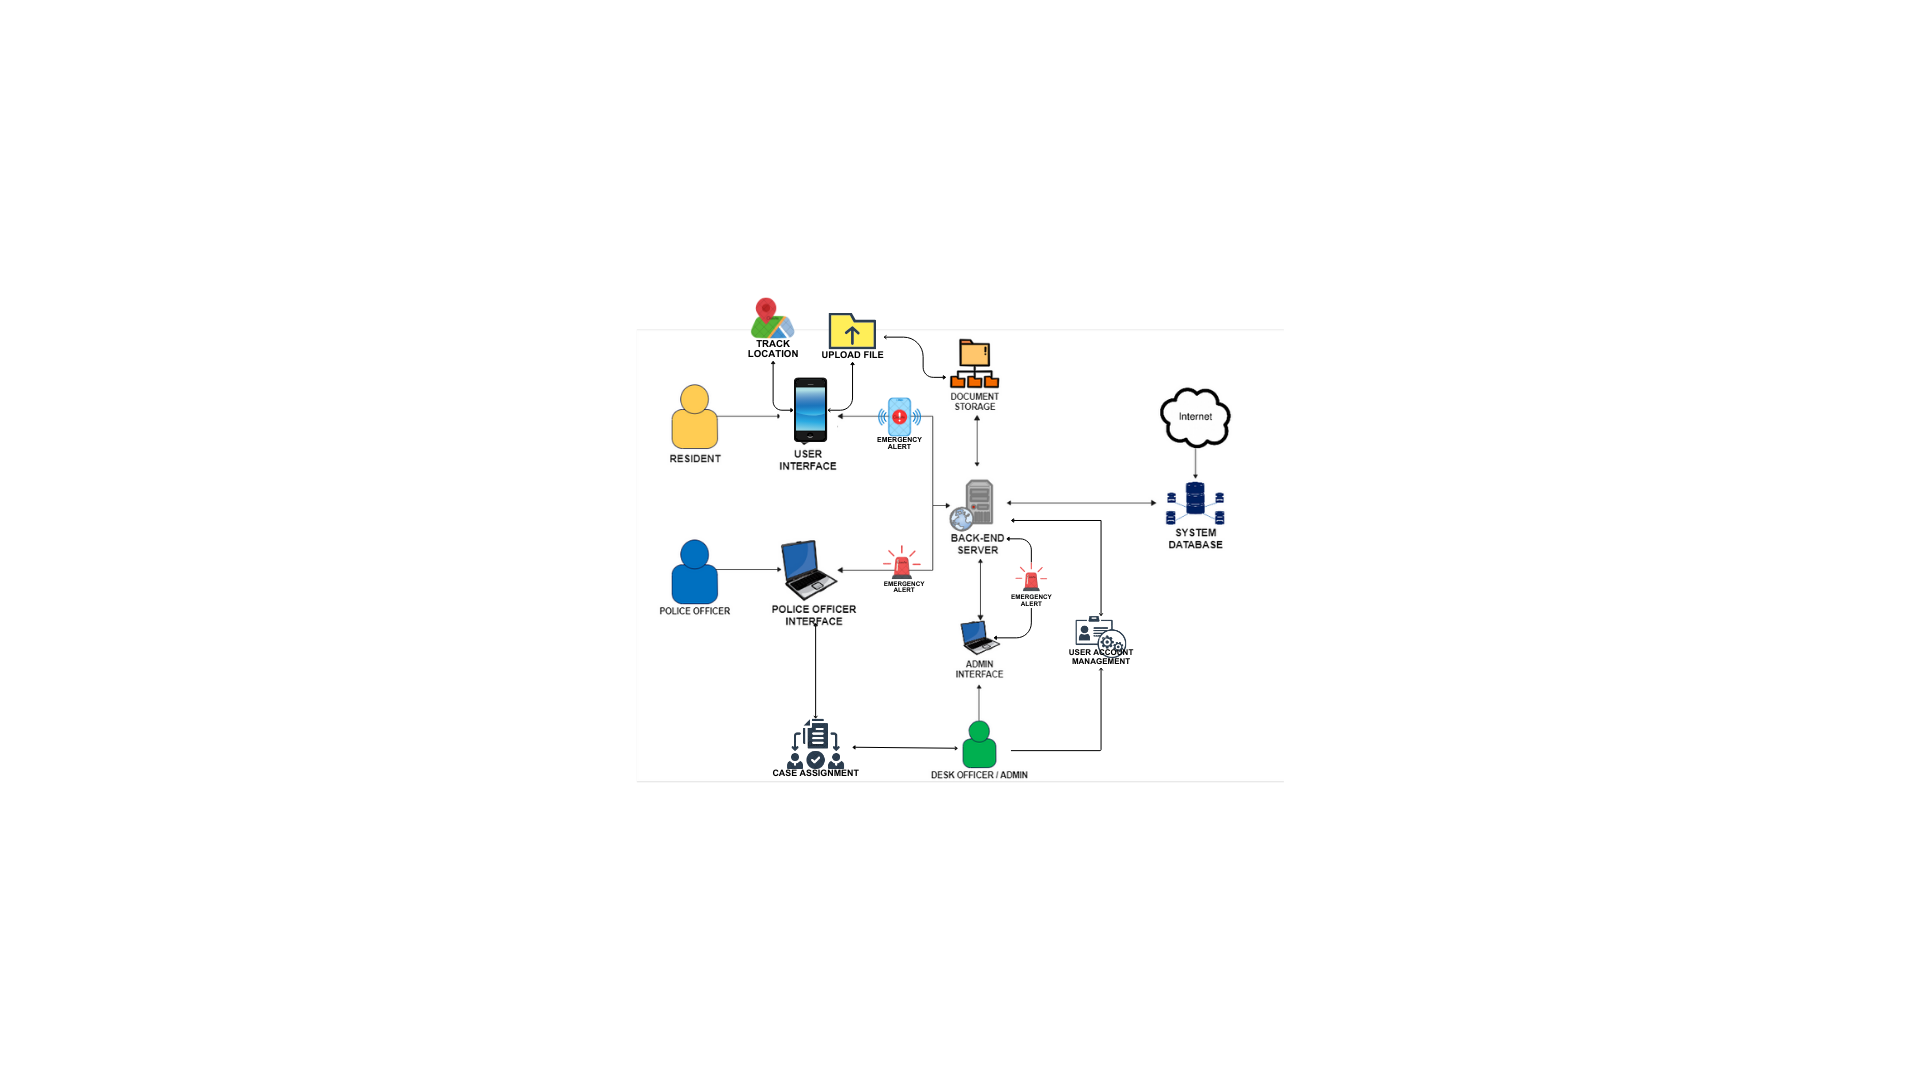 TRACK
LOCATION
UPLOAD FILE
DOCUMENT
STORAGE
Internet
RESIDENT
USER
INTERFACE
EMERGENCY
ALERT
BACK-END
SERVER
SYSTEM
DATABASE
POLICE OFFICER
POLICE OFFICER
INTERFACE
EMERGENCY
ALERT
EMERGENCY
ALERT
ADMIN
INTERFACE
USER ACCOUNT
MANAGEMENT
CASE ASSIGNMENT
DESK OFFICER / ADMIN